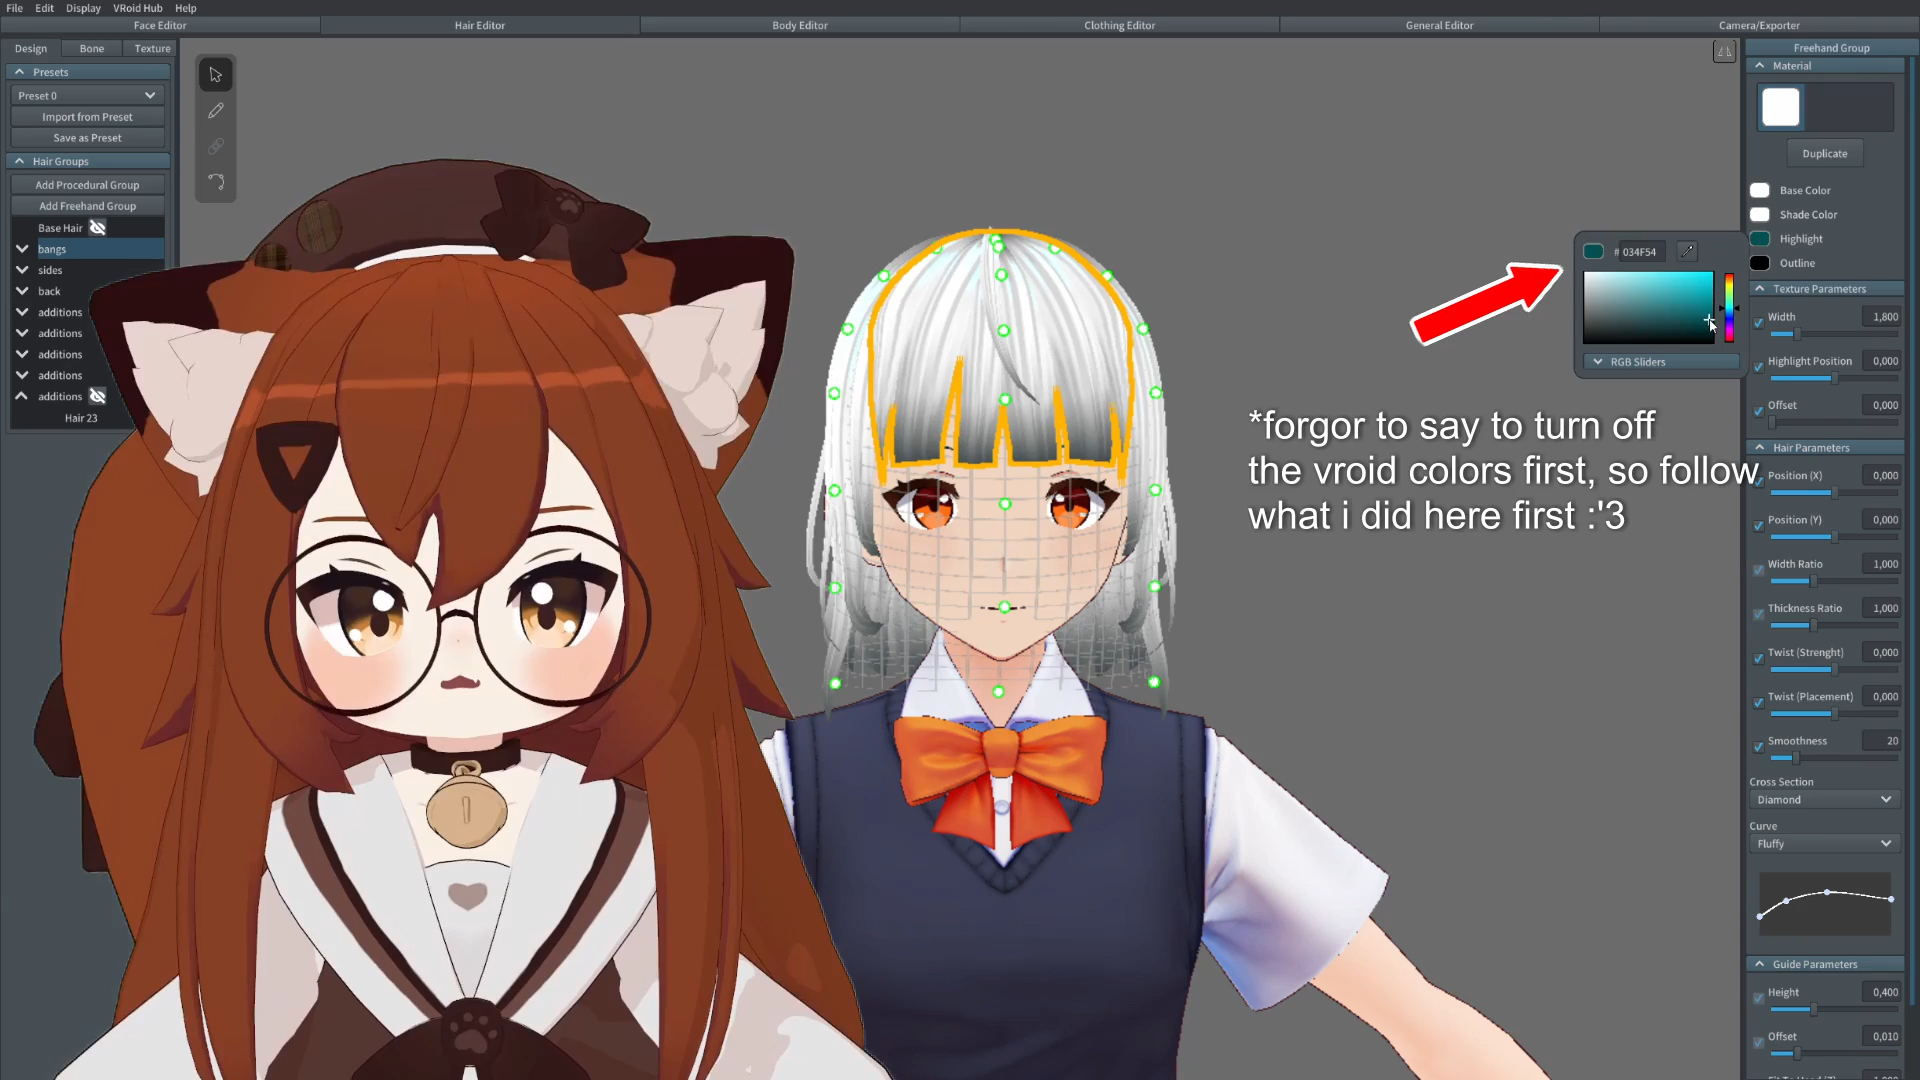 File Edit Display VRoid Hub Help
Face Editor Hair Editor Body Editor Clothing Editor General Editor Camera/Exporter
Design Bone Texture
Presets
Preset 0
Import from Preset
Save as Preset
Hair Groups
Add Procedural Group
Add Freehand Group
Base Hair
bangs
sides
back
additions
additions
additions
additions
additions
Hair 23
*forgor to say to turn off
the vroid colors first, so follow
what i did here first :'3
# 034F54
RGB Sliders
Freehand Group
Material
Duplicate
Base Color
Shade Color
Highlight
Outline
Texture Parameters
Width 1,800
Highlight Position 0,000
Offset 0,000
Hair Parameters
Position (X) 0,000
Position (Y) 0,000
Width Ratio 1,000
Thickness Ratio 1,000
Twist (Strenght) 0,000
Twist (Placement) 0,000
Smoothness 20
Cross Section
Diamond
Curve
Fluffy
Guide Parameters
Height 0,400
Offset 0,010